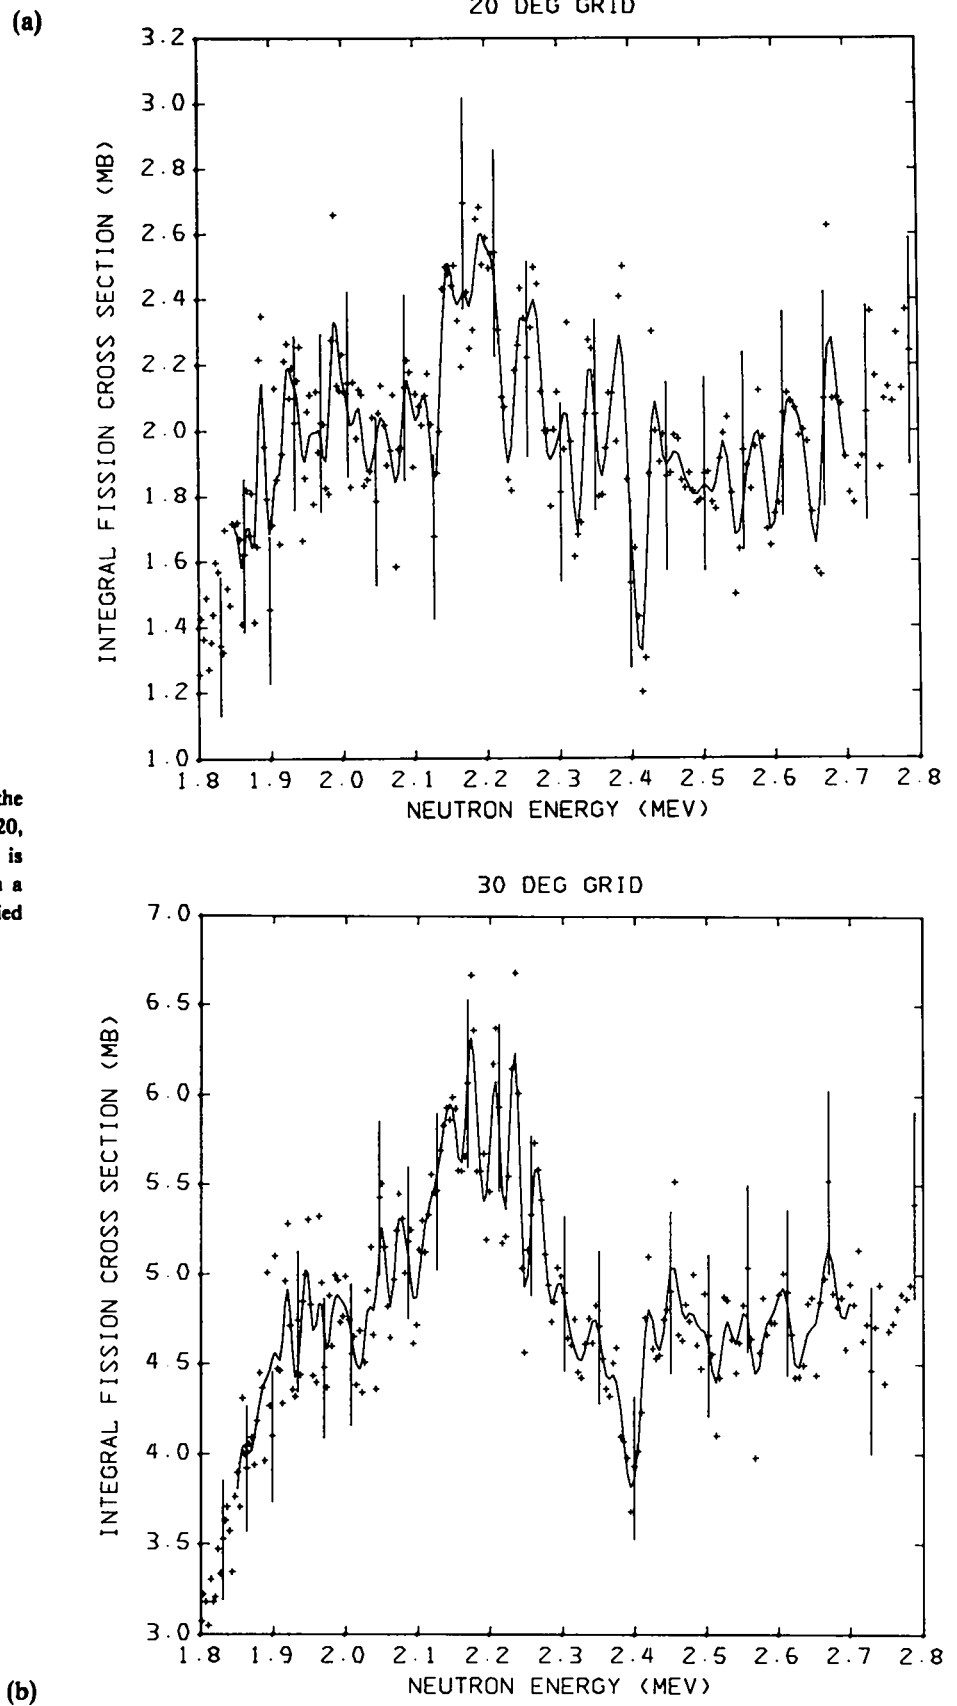 (a)
20 DEG GRID
3.2
3.0
2.8
2.6
2.4
2.2
2.0
1.8
1.6
1.4
1.2
1.0
INTEGRAL FISSION CROSS SECTION (MB)
1.8 1.9 2.0 2.1 2.2 2.3 2.4 2.5 2.6 2.7 2.8
NEUTRON ENERGY (MEV)
the
20,
is
a
ied
30 DEG GRID
7.0
6.5
6.0
5.5
5.0
4.5
4.0
3.5
3.0
INTEGRAL FISSION CROSS SECTION (MB)
1.8 1.9 2.0 2.1 2.2 2.3 2.4 2.5 2.6 2.7 2.8
NEUTRON ENERGY (MEV)
(b)